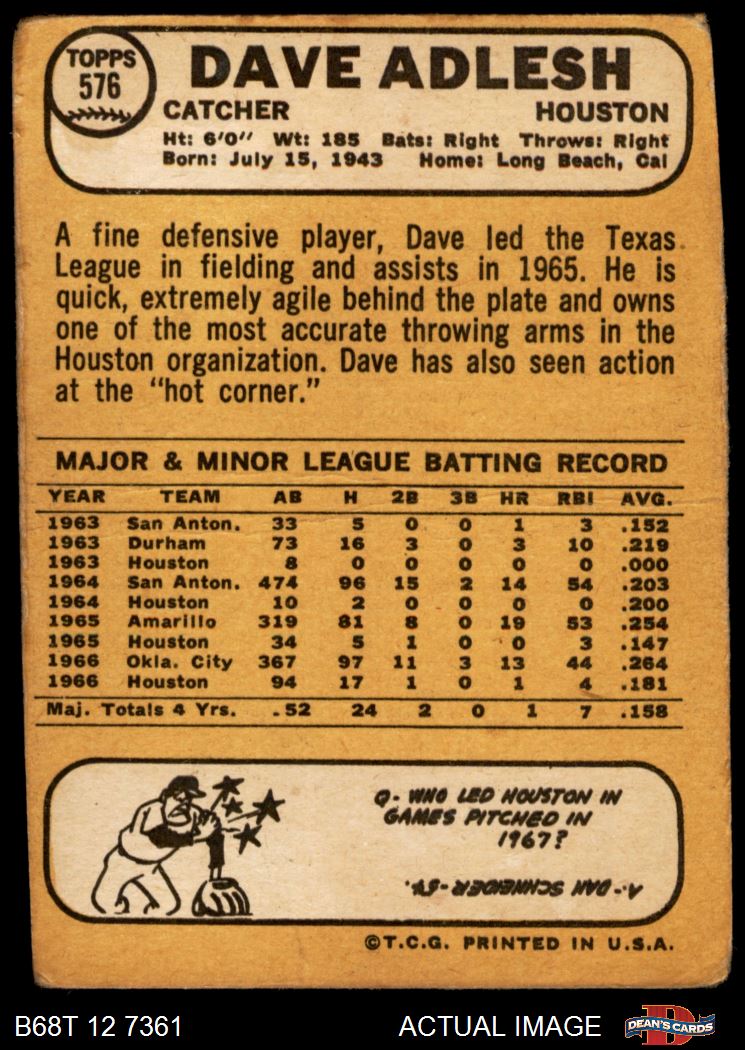 TOPPS
576
DAVE ADLESH
CATCHER HOUSTON
Ht: 6'0" Wt: 185 Bats: Right Throws: Right
Born: July 15, 1943 Home: Long Beach, Cal
A fine defensive player, Dave led the Texas
League in fielding and assists in 1965. He is
quick, extremely agile behind the plate and owns
one of the most accurate throwing arms in the
Houston organization. Dave has also seen action
at the "hot corner."
MAJOR & MINOR LEAGUE BATTING RECORD
YEAR TEAM AB H 2B 3B HR RBI AVG.
1963 San Anton. 33 5 0 0 1 3 .152
1963 Durham 73 16 3 0 3 10 .219
1963 Houston 8 0 0 0 0 0 .000
1964 San Anton. 474 96 15 2 14 54 .203
1964 Houston 10 2 0 0 0 0 .200
1965 Amarillo 319 81 8 0 19 53 .254
1965 Houston 34 5 1 0 0 3 .147
1966 Okla. City 367 97 11 3 13 44 .264
1966 Houston 94 17 1 0 1 4 .181
Maj. Totals 4 Yrs. 52 24 2 0 1 7 .158
Q- WHO LED HOUSTON IN
GAMES PITCHED IN
1967?
A- DAN SCHNEIDER-54.
©T.C.G. PRINTED IN U.S.A.
B68T 12 7361 ACTUAL IMAGE DEAN'S CARDS